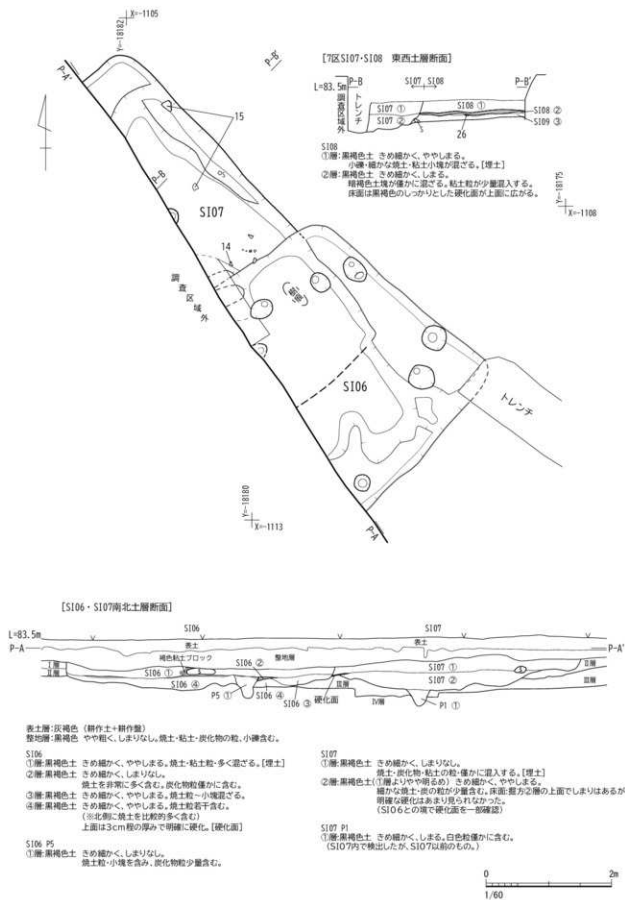 X=-1105
Y=-18182
P-A'
P-B'
15
P-B
SI07
14
調査区域外
SI06
トレンチ
Y=-18180
X=-1113
P-A
Y=-18175
X=-1108
[7区SI07・SI08 東西土層断面]
P-B SI07 SI08 P-B'
L=83.5m
調査区域外
トレンチ
SI07 ① SI08 ①
SI07 ② SI08 ②
SI09 ③
26
SI08
①層:黒褐色土 きめ細かく、ややしまる。
小礫・細かな焼土・粘土小塊が混ざる。[埋土]
②層:黒褐色土 きめ細かく、しまる。
暗褐色土塊が僅かに混ざる。粘土粒が少量混入する。
床面は黒褐色のしっかりとした硬化面が上面に広がる。
[SI06・SI07南北土層断面]
L=83.5m SI06 SI07
P-A 表土 表土 P-A'
褐色粘土ブロック 整地層
Ⅰ層 SI06 ② SI07 ① Ⅱ層
Ⅱ層 SI06 ① SI07 ② Ⅲ層
SI06 ④ P5 ① SI06 ④ SI06 ③ 硬化面 Ⅲ層 Ⅳ層 P1 ①
表土層:灰褐色 (耕作土+耕作盤)
整地層:黒褐色 やや粗く、しまりなし。焼土・粘土・炭化物の粒、小礫含む。
SI06
①層:黒褐色土 きめ細かく、ややしまる。焼土・粘土粒・多く混ざる。[埋土]
②層:黒褐色土 きめ細かく、しまりなし。
焼土を非常に多く含む。炭化物粒僅かに含む。
③層:黒褐色土 きめ細かく、ややしまる。焼土粒~小塊混ざる。
④層:黒褐色土 きめ細かく、ややしまる。焼土粒若干含む。
(※北側に焼土を比較的多く含む)
上面は3cm程の厚みで明確に硬化。[硬化面]
SI06 P5
①層:黒褐色土 きめ細かく、しまりなし。
焼土粒・小塊を含み、炭化物粒少量含む。
SI07
①層:黒褐色土 きめ細かく、しまりなし。
焼土・炭化物・粘土の粒・僅かに混入する。[埋土]
②層:黒褐色土(①層よりやや明るめ) きめ細かく、ややしまる。
細かな焼土・炭の粒が少量含む。床面:掘方②層の上面でしまりはあるが
明確な硬化はあまり見られなかった。
(SI06との境で硬化面を一部確認)
SI07 P1
①層:黒褐色土 きめ細かく、しまる。白色粒僅かに含む。
(SI07内で検出したが、SI07以前のもの。)
0 2m
1/60